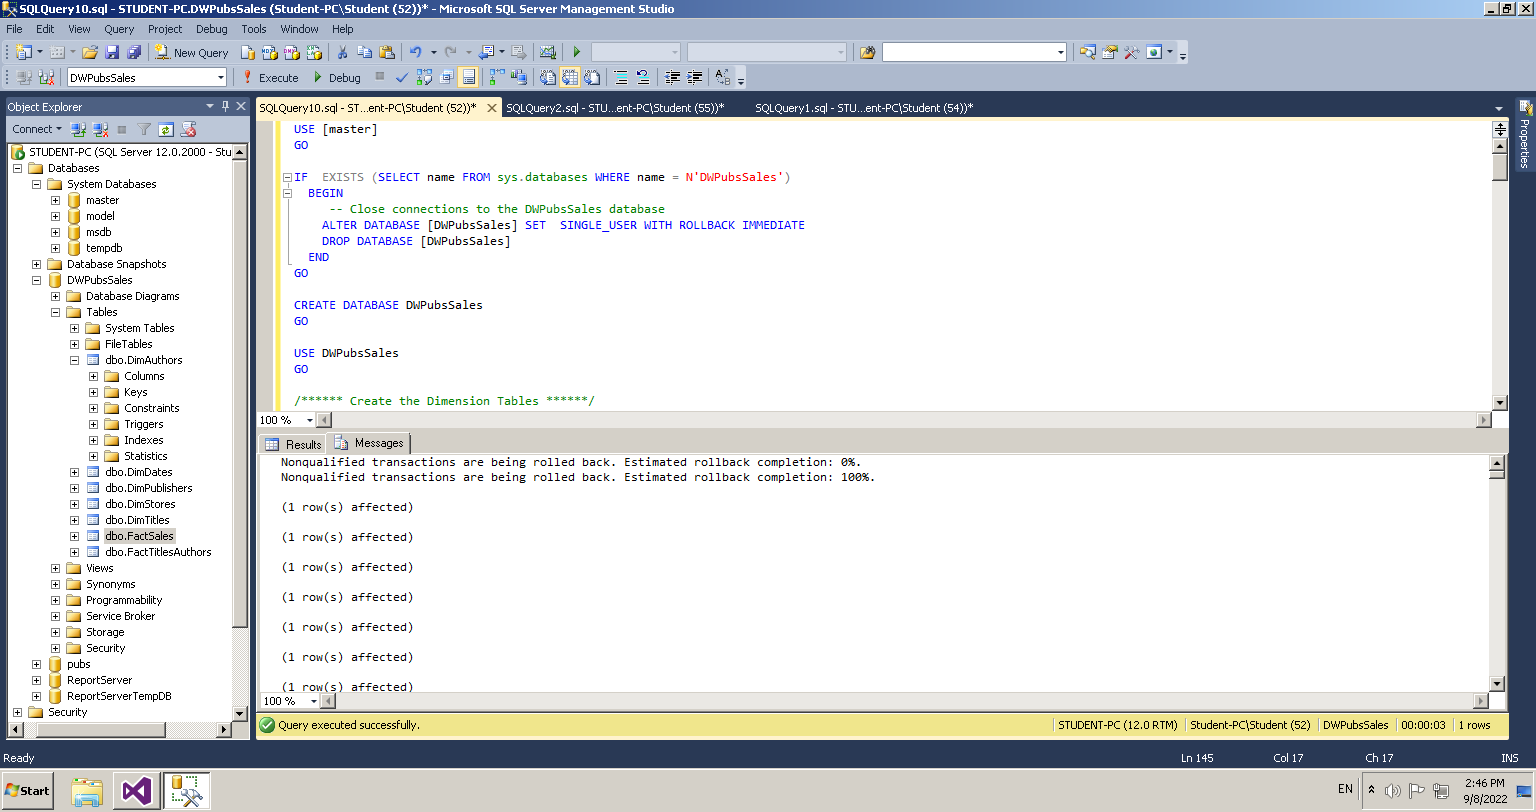 SQLQuery10.sql - STUDENT-PC.DWPubsSales (Student-PC\Student (52))* - Microsoft SQL Server Management Studio
File Edit View Query Project Debug Tools Window Help
New Query
DWPubsSales Execute Debug
Object Explorer
SQLQuery10.sql - ST...ent-PC\Student (52))* SQLQuery2.sql - STU...ent-PC\Student (55))* SQLQuery1.sql - STU...ent-PC\Student (54))*
Connect
STUDENT-PC (SQL Server 12.0.2000 - Stu
Databases
System Databases
master
model
msdb
tempdb
Database Snapshots
DWPubsSales
Database Diagrams
Tables
System Tables
FileTables
dbo.DimAuthors
Columns
Keys
Constraints
Triggers
Indexes
Statistics
dbo.DimDates
dbo.DimPublishers
dbo.DimStores
dbo.DimTitles
dbo.FactSales
dbo.FactTitlesAuthors
Views
Synonyms
Programmability
Service Broker
Storage
Security
pubs
ReportServer
ReportServerTempDB
Security
USE [master]
GO
IF EXISTS (SELECT name FROM sys.databases WHERE name = N'DWPubsSales')
BEGIN
-- Close connections to the DWPubsSales database
ALTER DATABASE [DWPubsSales] SET SINGLE_USER WITH ROLLBACK IMMEDIATE
DROP DATABASE [DWPubsSales]
END
GO
CREATE DATABASE DWPubsSales
GO
USE DWPubsSales
GO
/****** Create the Dimension Tables ******/
100 %
Results Messages
Nonqualified transactions are being rolled back. Estimated rollback completion: 0%.
Nonqualified transactions are being rolled back. Estimated rollback completion: 100%.
(1 row(s) affected)
(1 row(s) affected)
(1 row(s) affected)
(1 row(s) affected)
(1 row(s) affected)
(1 row(s) affected)
(1 row(s) affected)
100 %
Query executed successfully. STUDENT-PC (12.0 RTM) Student-PC\Student (52) DWPubsSales 00:00:03 1 rows
Properties
Ready Ln 145 Col 17 Ch 17 INS
Start EN 2:46 PM
9/8/2022